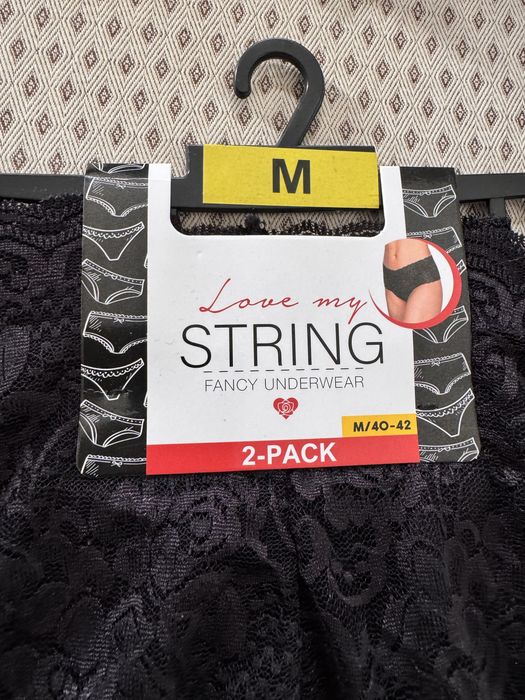 M
Love my
STRING
FANCY UNDERWEAR
M/40-42
2-PACK